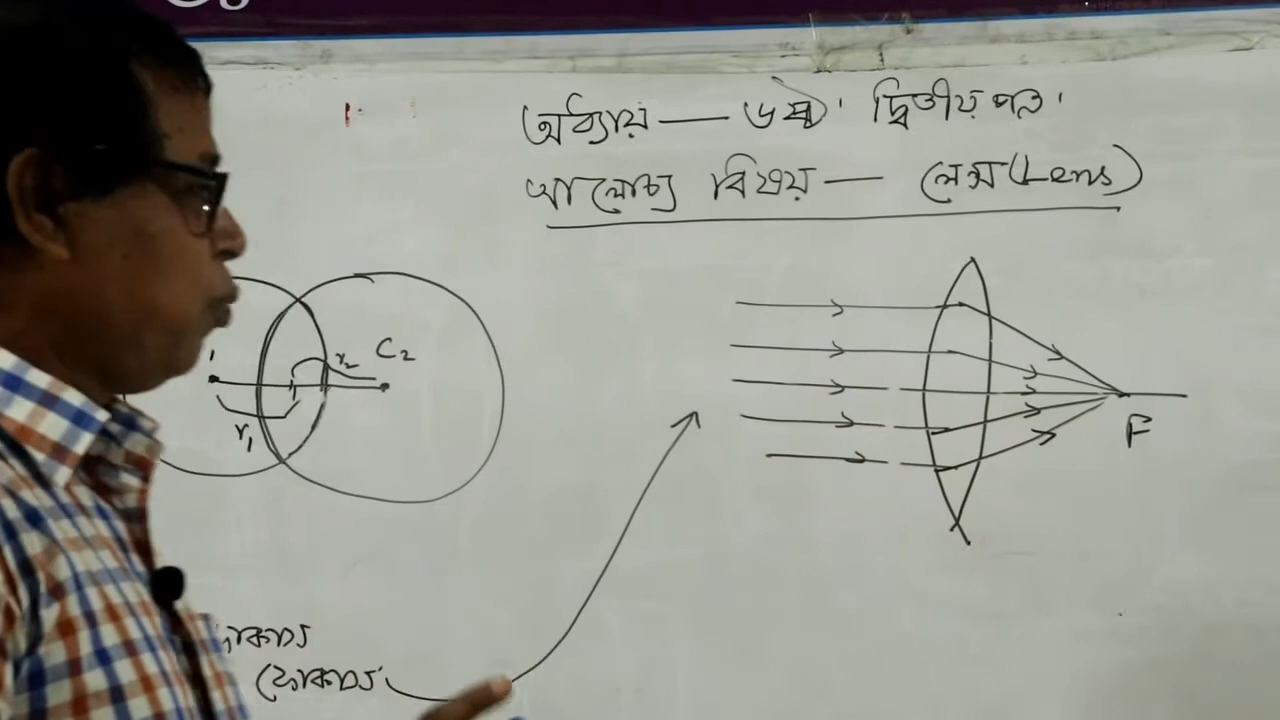 অধ্যায় — ৬ষ্ঠ। দ্বিতীয় পত্র।
আলোচ্য বিষয় — লেন্স (Lens)
C2
r2
r1
F
ফোকাস